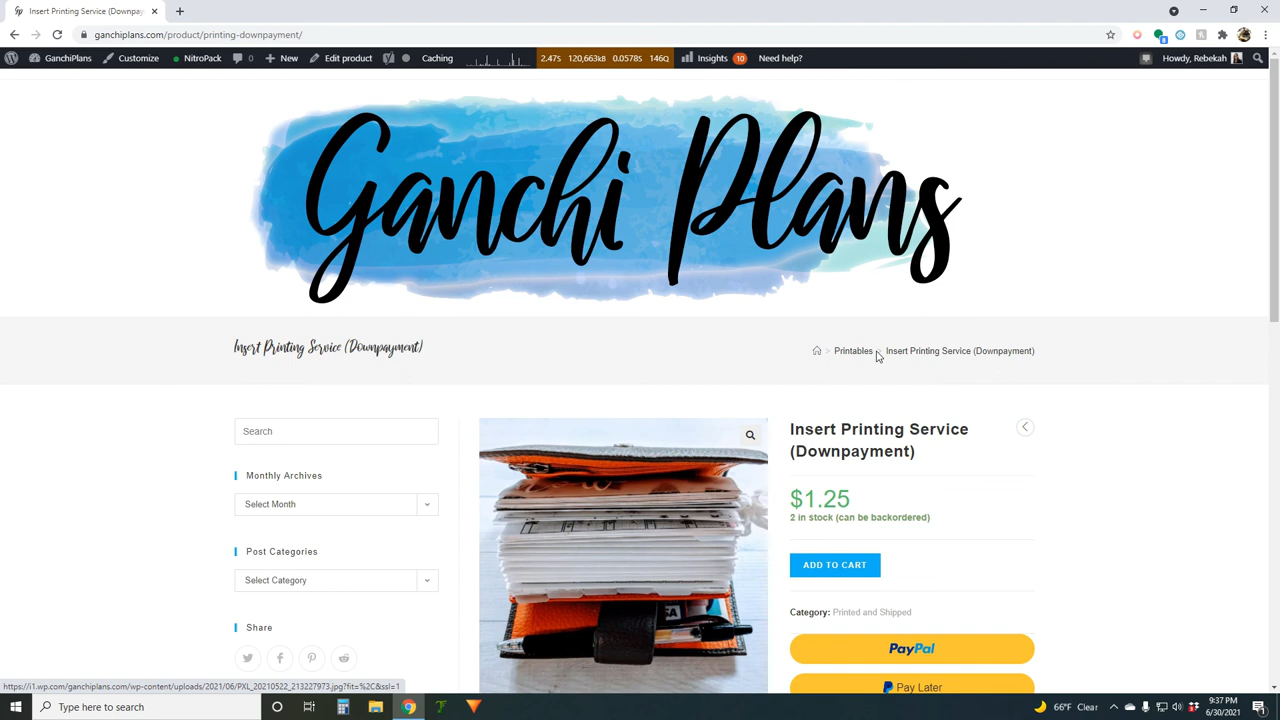 Insert Printing Service (Downpay
ganchiplans.com/product/printing-downpayment/
GanchiPlans Customize NitroPack 0 New Edit product Caching 2.47S 120,663kB 0.0578S 146Q Insights 10 Need help? Howdy, Rebekah
Ganchi Plans
Insert Printing Service (Downpayment)
> Printables > Insert Printing Service (Downpayment)
Search
Monthly Archives
Select Month
Post Categories
Select Category
Share
Insert Printing Service
(Downpayment)
$1.25
2 in stock (can be backordered)
ADD TO CART
Category: Printed and Shipped
PayPal
Pay Later
https://i1.wp.com/ganchiplans.com/wp-content/uploads/2021/06/PXL_20210522_213227973.jpg?fit=%2C&ssl=1
Type here to search
66°F Clear
9:37 PM
6/30/2021
1